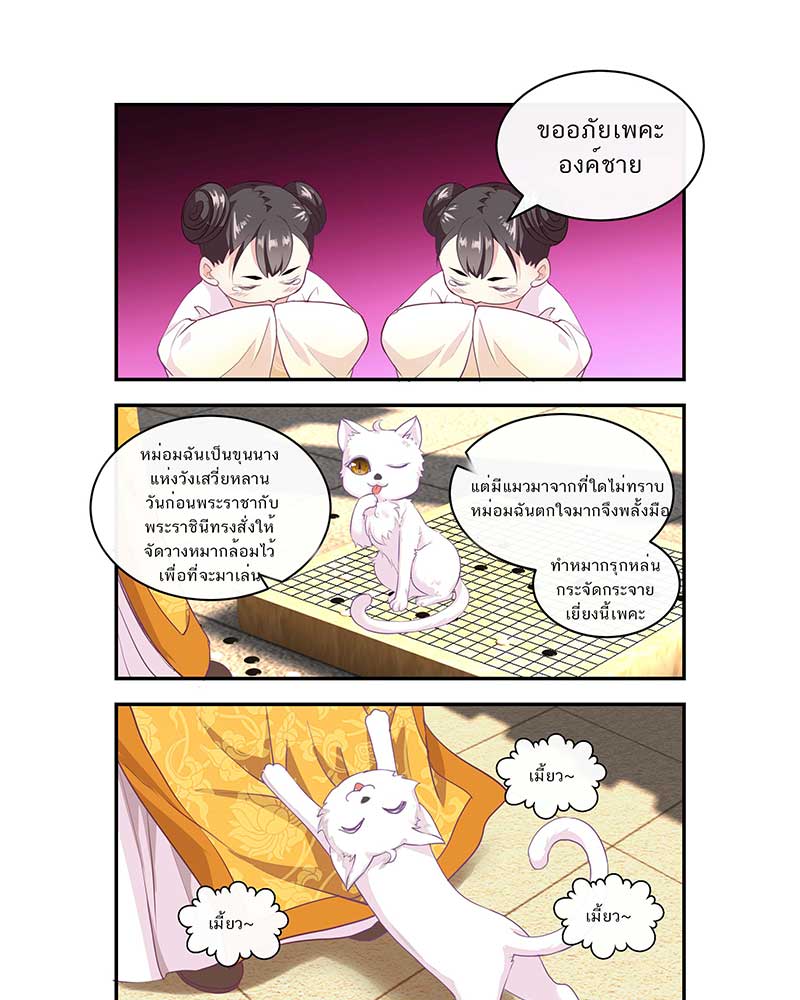 ขออภัยเพคะ
องค์ชาย
หม่อมฉันเป็นขุนนาง
แห่งวังเสวี่ยหลาน
วันก่อนพระราชากับ
พระราชินีทรงสั่งให้
จัดวางหมากล้อมไว้
เพื่อที่จะมาเล่น
แต่มีแมวมาจากที่ใดไม่ทราบ
หม่อมฉันตกใจมากจึงพลั้งมือ
ทำหมากรุกหล่น
กระจัดกระจาย
เยี่ยงนี้เพคะ
เมี้ยว~
เมี้ยว~
เมี้ยว~